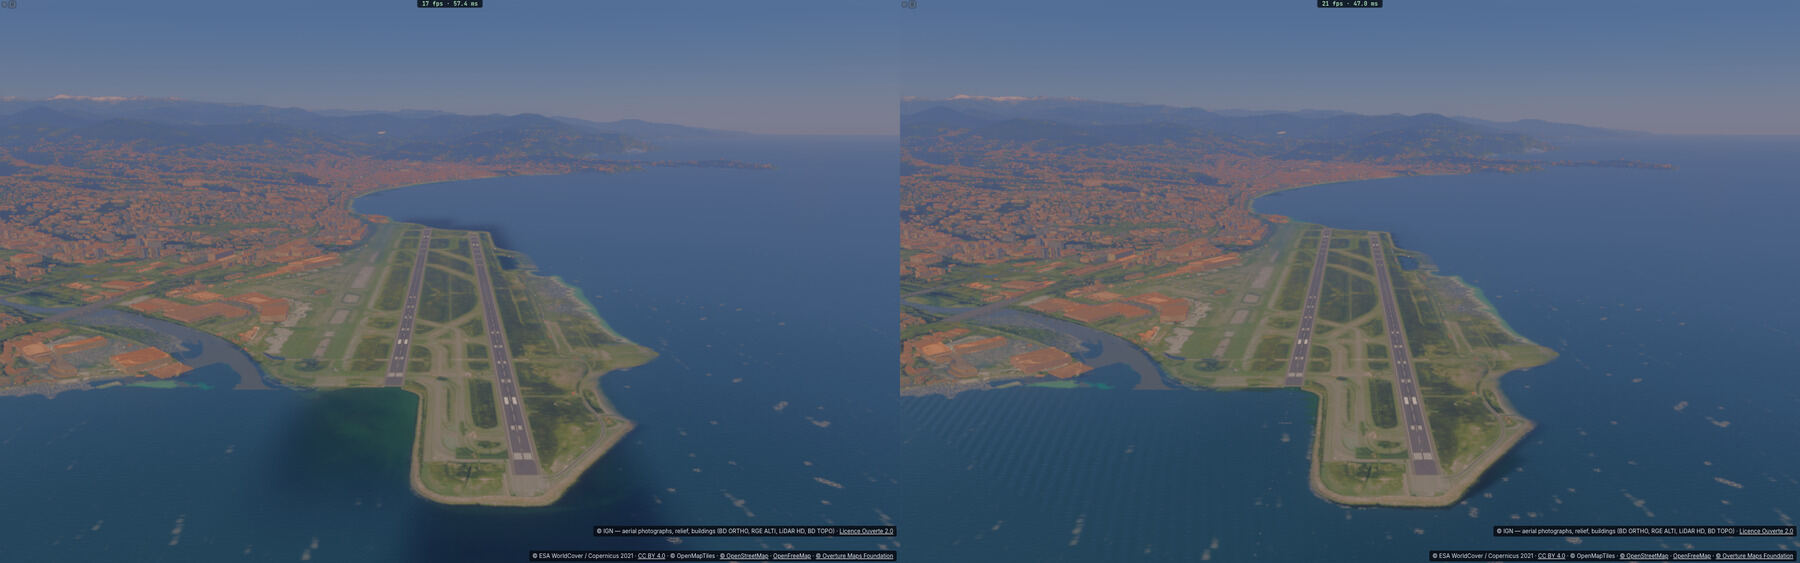 17 fps · 57.4 ms
21 fps · 47.8 ms
© IGN — aerial photographs, relief, buildings (BD ORTHO, RGE ALTI, LiDAR HD, BD TOPO) · Licence Ouverte 2.0
© IGN — aerial photographs, relief, buildings (BD ORTHO, RGE ALTI, LiDAR HD, BD TOPO) · Licence Ouverte 2.0
© ESA WorldCover / Copernicus 2021 · CC BY 4.0 · © OpenMapTiles · © OpenStreetMap · OpenFreeMap · © Overture Maps Foundation
© ESA WorldCover / Copernicus 2021 · CC BY 4.0 · © OpenMapTiles · © OpenStreetMap · OpenFreeMap · © Overture Maps Foundation